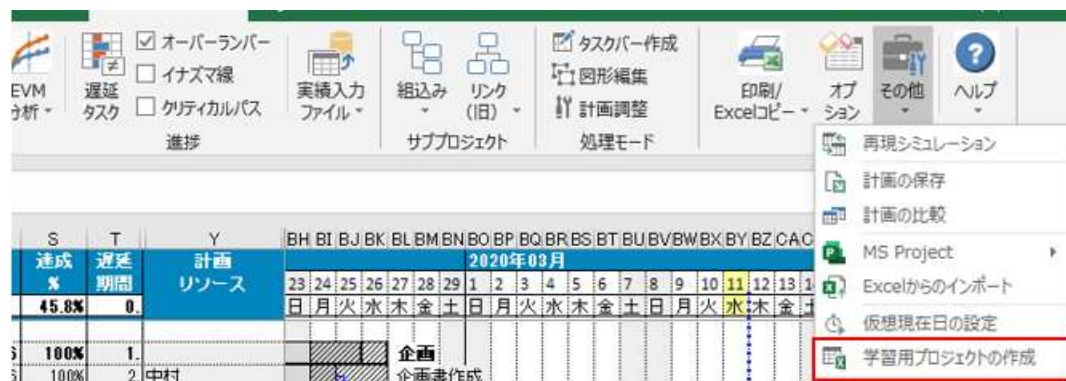 EVM
分析
遅延
タスク
オーバーランバー
イナズマ線
クリティカルパス
進捗
実績入力
ファイル
組込み
リンク
(旧)
サブプロジェクト
タスクバー作成
図形編集
計画調整
処理モード
印刷/
Excelコピー
オプ
ション
その他
ヘルプ
再現シミュレーション
計画の保存
計画の比較
MS Project
Excelからのインポート
仮想現在日の設定
学習用プロジェクトの作成
S T Y BH BI BJ BK BL BM BN BO BP BQ BR BS BT BU BV BW BX BY BZ CA
達成 遅延 計画 2020年03月
% 期間 リソース 23 24 25 26 27 28 29 1 2 3 4 5 6 7 8 9 10 11 12 13
45.8% 0. 日 月 火 水 木 金 土 日 月 火 水 木 金 土 日 月 火 水 木 金
100% 1. 企画
100% 2. 中村 企画書作成